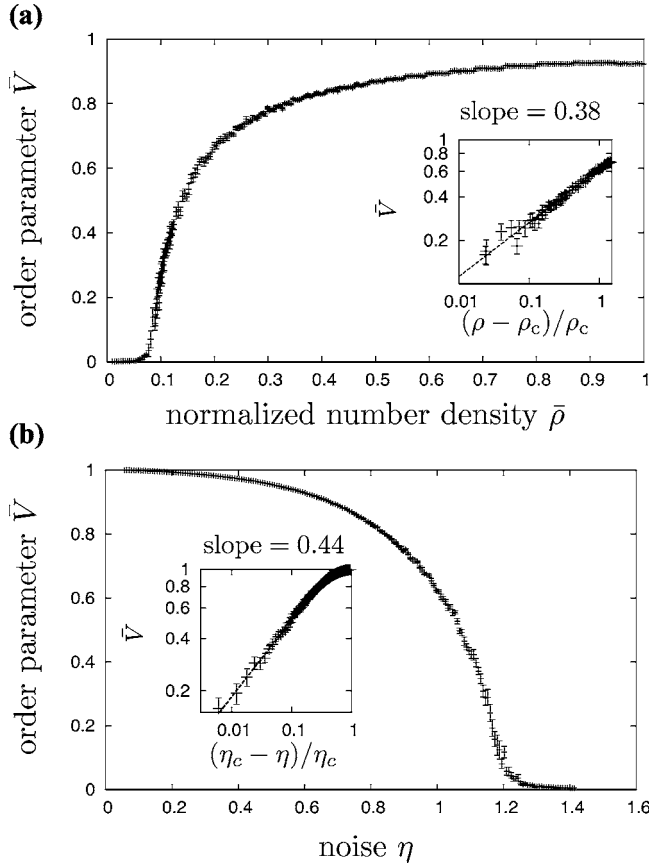 (a)
order parameter V̄
1
0.8
0.6
0.4
0.2
0
0 0.1 0.2 0.3 0.4 0.5 0.6 0.7 0.8 0.9 1
normalized number density ρ̄
slope = 0.38
V̄
1
0.8
0.6
0.4
0.2
0.01 0.1 1
(ρ − ρc)/ρc
(b)
order parameter V̄
1
0.8
0.6
0.4
0.2
0
0 0.2 0.4 0.6 0.8 1 1.2 1.4 1.6
noise η
slope = 0.44
V̄
1
0.8
0.6
0.4
0.2
0.01 0.1 1
(ηc − η)/ηc